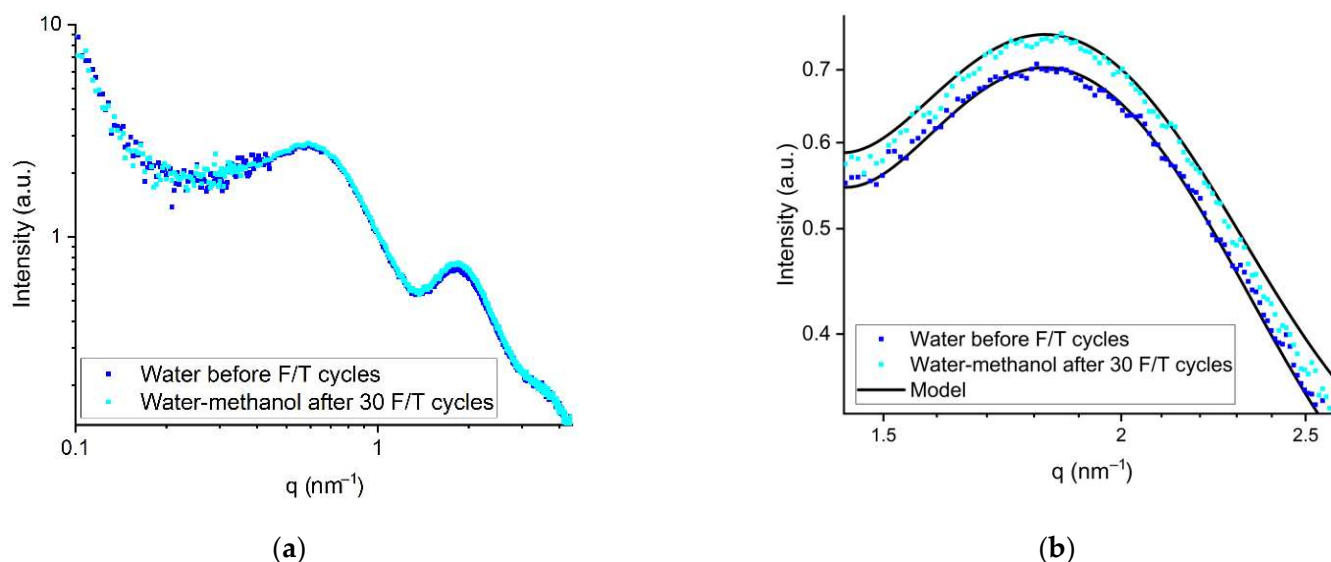 10
1
0.1
1
Intensity (a.u.)
q (nm⁻¹)
Water before F/T cycles
Water-methanol after 30 F/T cycles
(a)
0.7
0.6
0.5
0.4
1.5
2
2.5
Intensity (a.u.)
q (nm⁻¹)
Water before F/T cycles
Water-methanol after 30 F/T cycles
Model
(b)